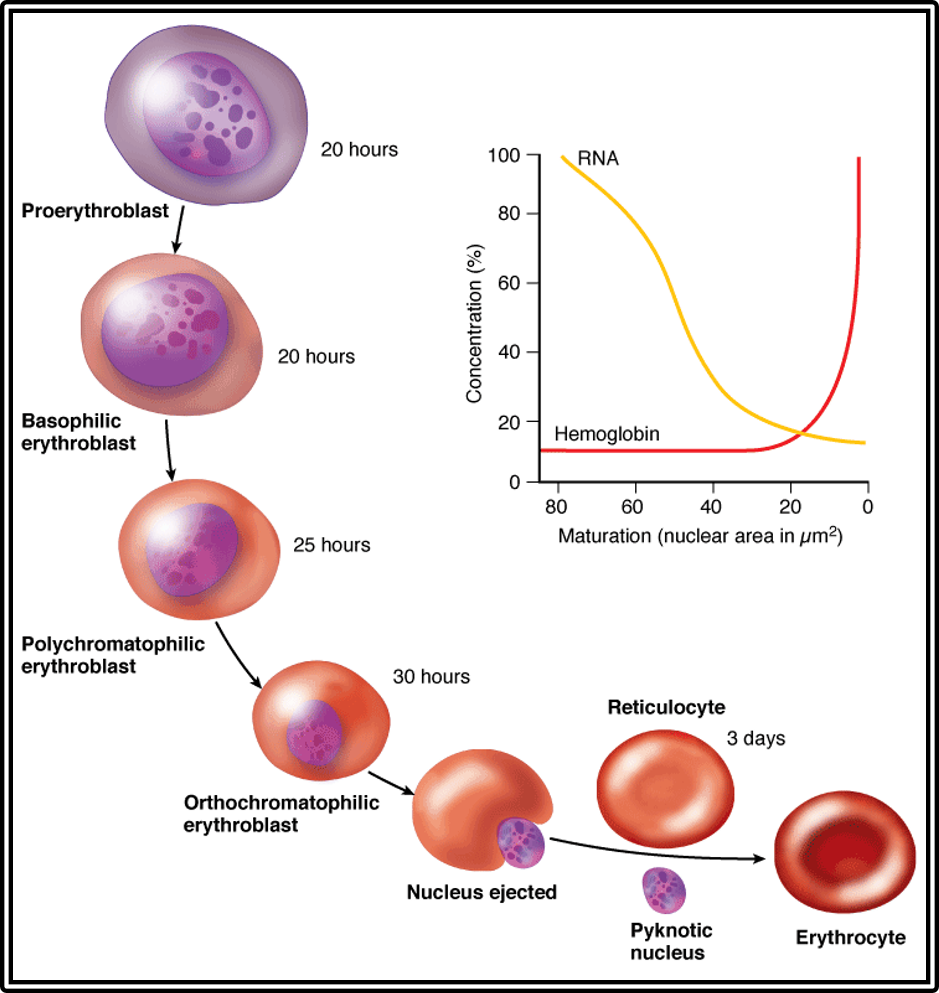 20 hours
Proerythroblast
20 hours
Basophilic
erythroblast
25 hours
Polychromatophilic
erythroblast
30 hours
Orthochromatophilic
erythroblast
Nucleus ejected
Reticulocyte
3 days
Pyknotic
nucleus
Erythrocyte
Concentration (%)
100
80
60
40
20
0
RNA
Hemoglobin
80 60 40 20 0
Maturation (nuclear area in µm²)